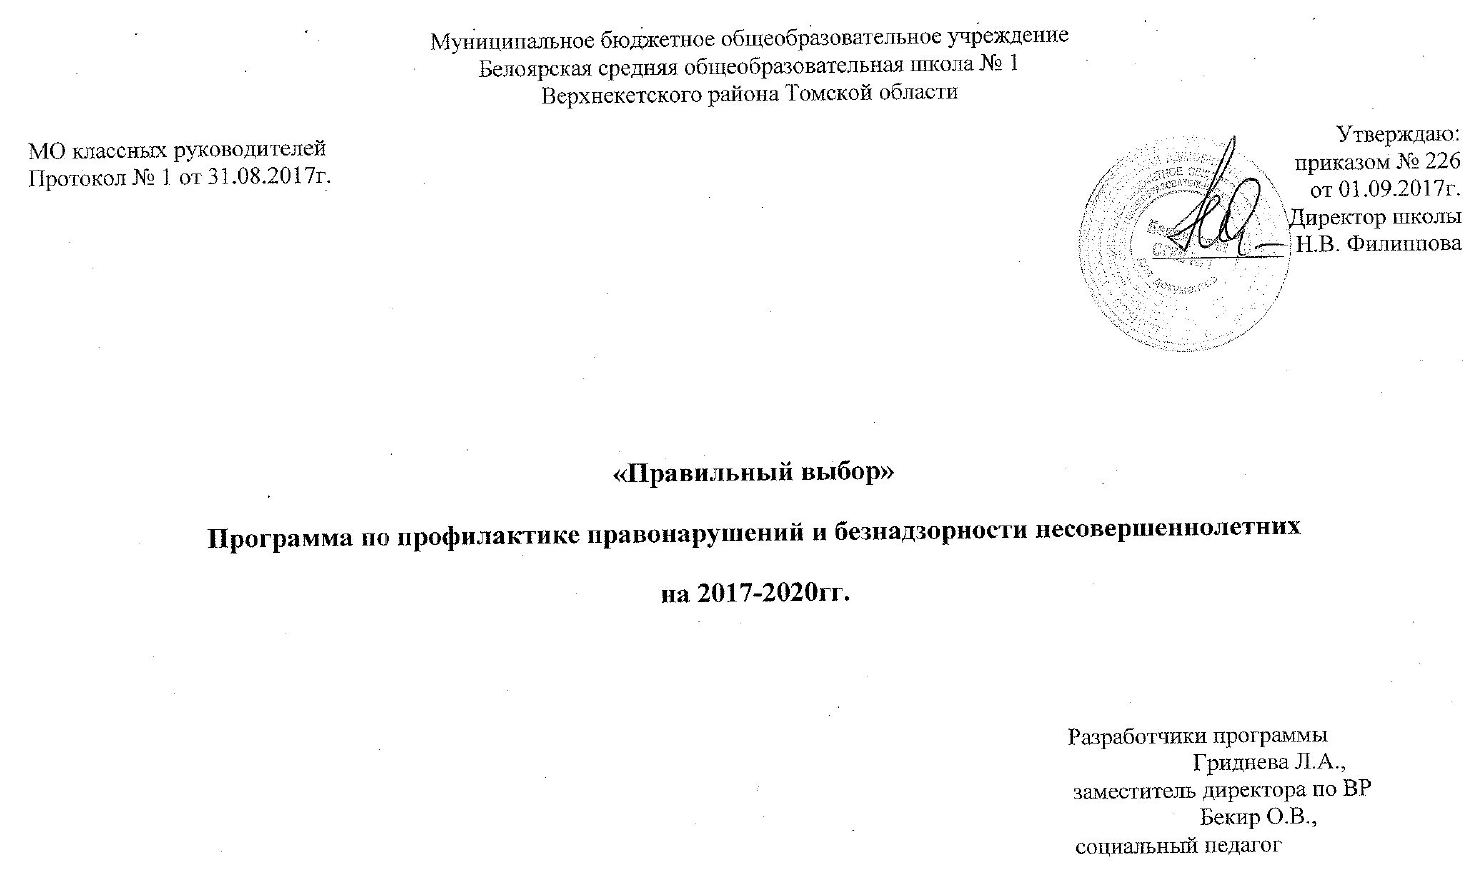 Муниципальное бюджетное общеобразовательное учреждение
Белоярская средняя общеобразовательная школа № 1
Верхнекетского района Томской области
МО классных руководителей
Протокол № 1 от 31.08.2017г.
Утверждаю:
приказом № 226
от 01.09.2017г.
Директор школы
Н.В. Филиппова
«Правильный выбор»
Программа по профилактике правонарушений и безнадзорности несовершеннолетних
на 2017-2020гг.
Разработчики программы
Гриднева Л.А.,
заместитель директора по ВР
Бекир О.В.,
социальный педагог